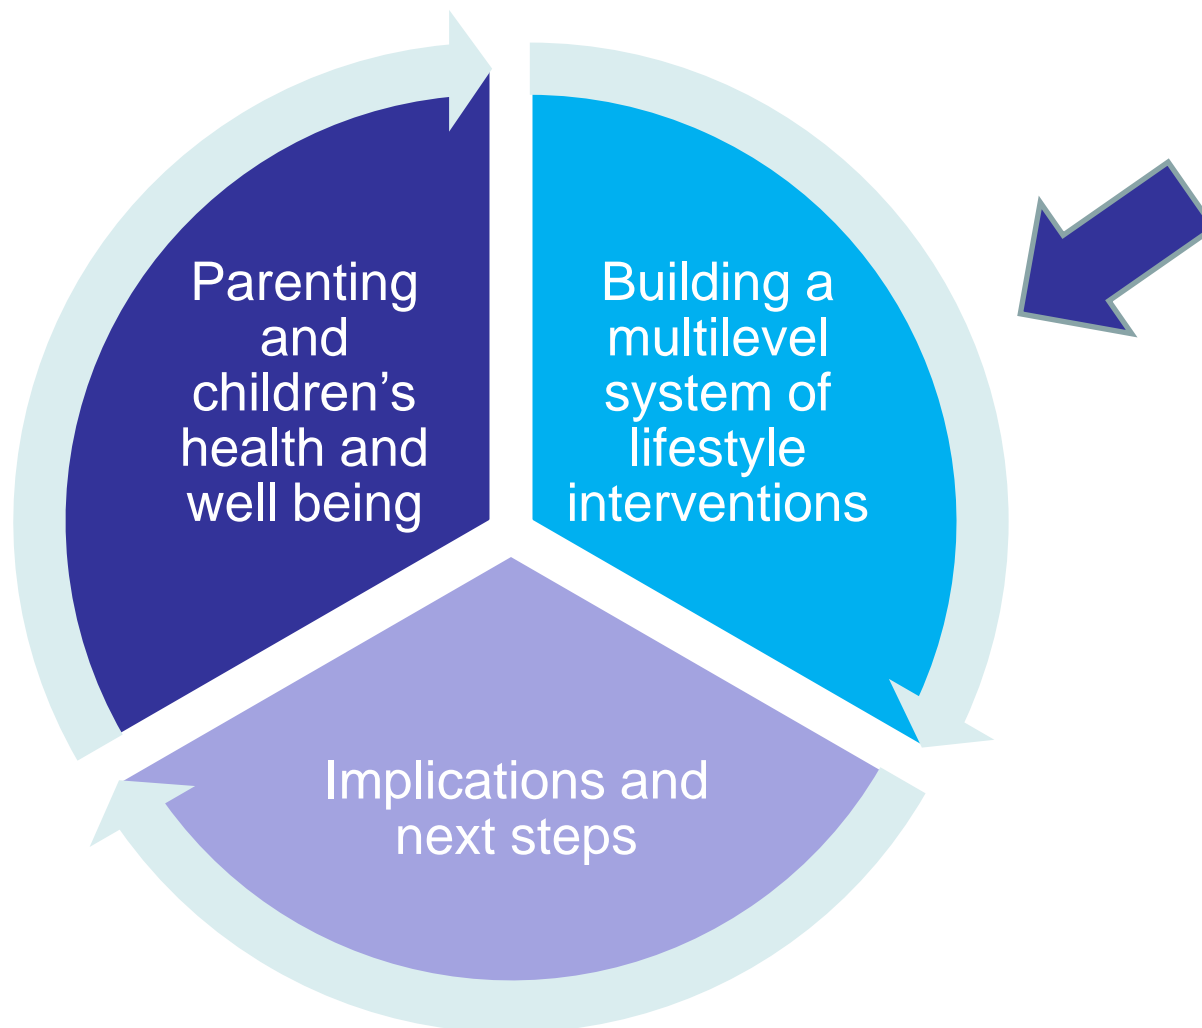 Parenting
and
children’s
health and
well being
Building a
multilevel
system of
lifestyle
interventions
Implications and
next steps